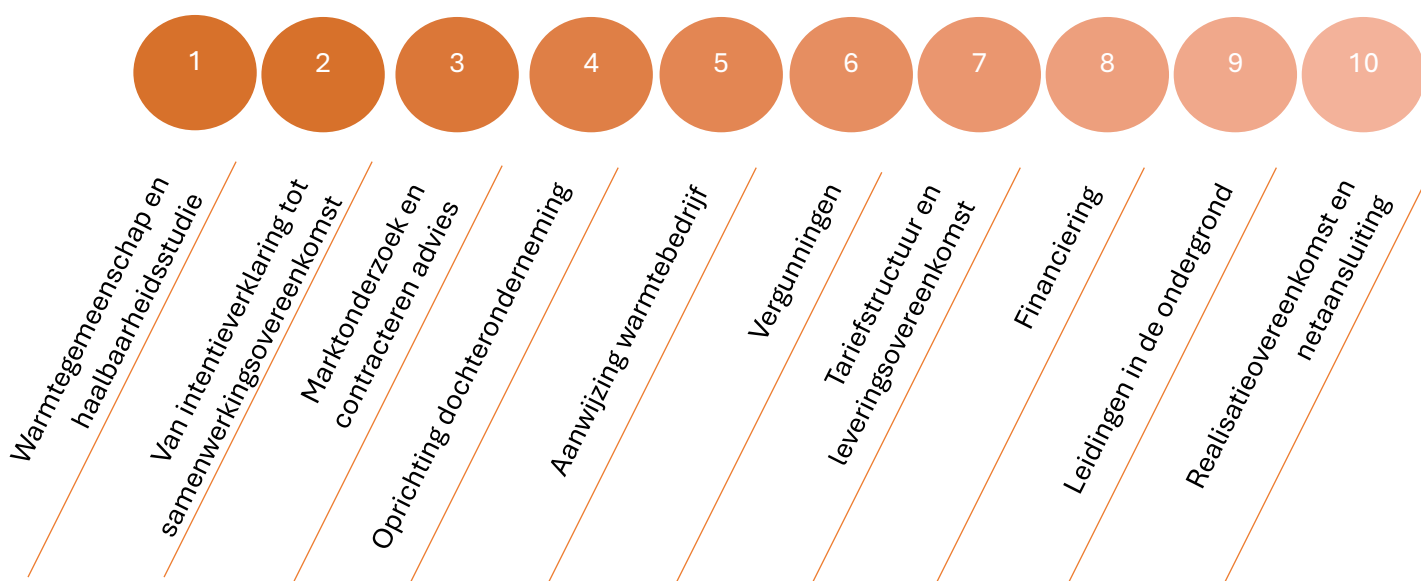 1
2
3
4
5
6
7
8
9
10
Warmtegemeenschap en
haalbaarheidsstudie
Van intentieverklaring tot
samenwerkingsovereenkomst
Marktonderzoek en
contracteren advies
Oprichting dochteronderneming
Aanwijzing warmtebedrijf
Vergunningen
Tariefstructuur en
leveringsovereenkomst
Financiering
Leidingen in de ondergrond
Realisatieovereenkomst en
netaansluiting